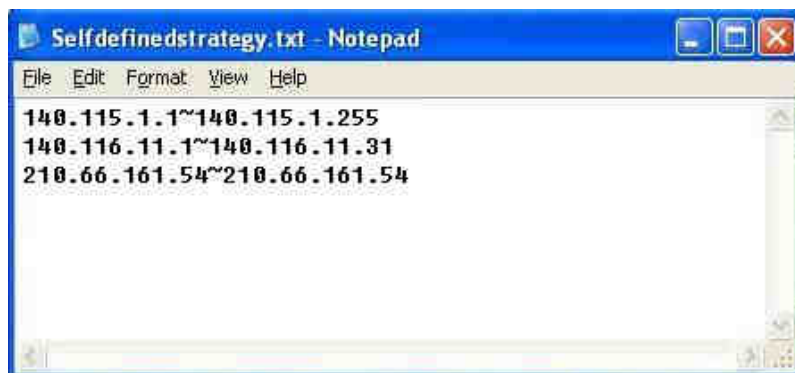 Selfdefinedstrategy.txt - Notepad
File Edit Format View Help
140.115.1.1~140.115.1.255
140.116.11.1~140.116.11.31
210.66.161.54~210.66.161.54